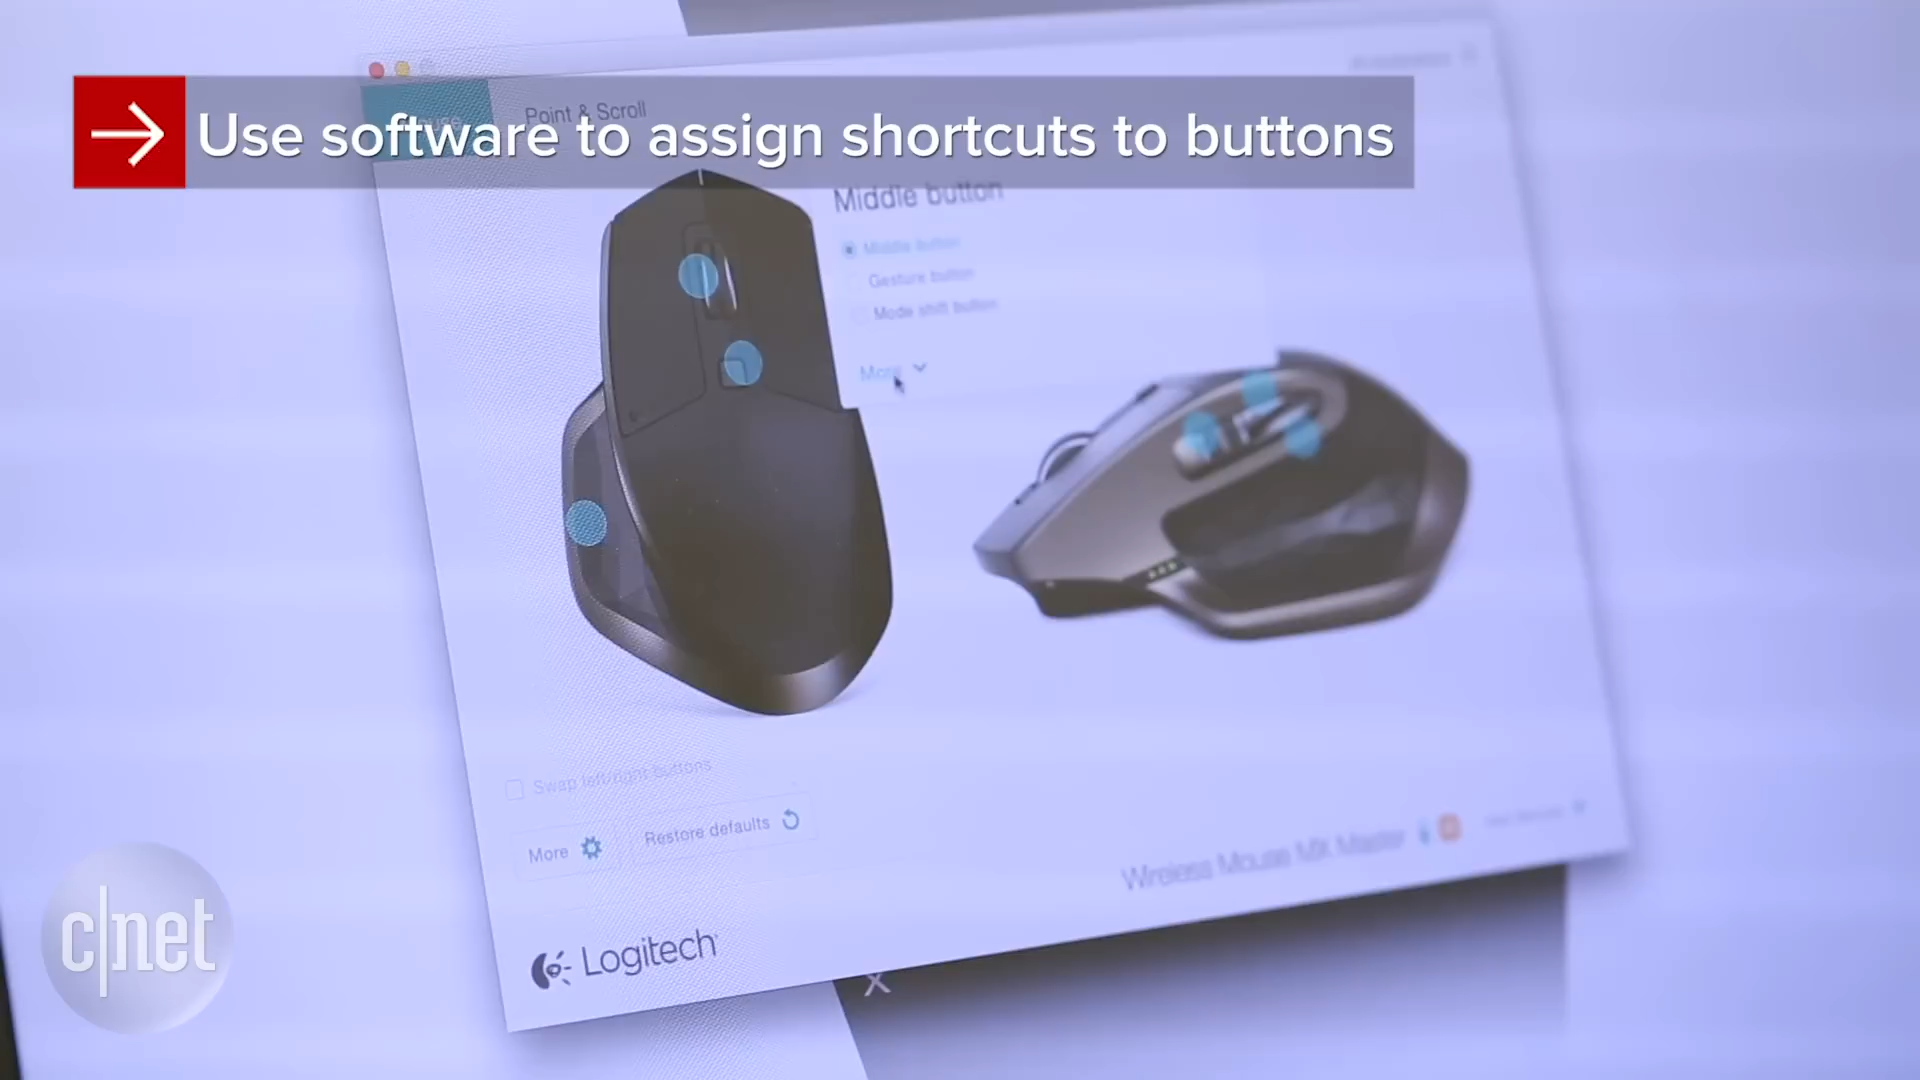 Use software to assign shortcuts to buttons
Point & Scroll
Middle button
Middle button
Gesture button
Mode shift button
More
Swap left/right buttons
More
Restore defaults
Wireless Mouse MX Master
Logitech
X
c|net